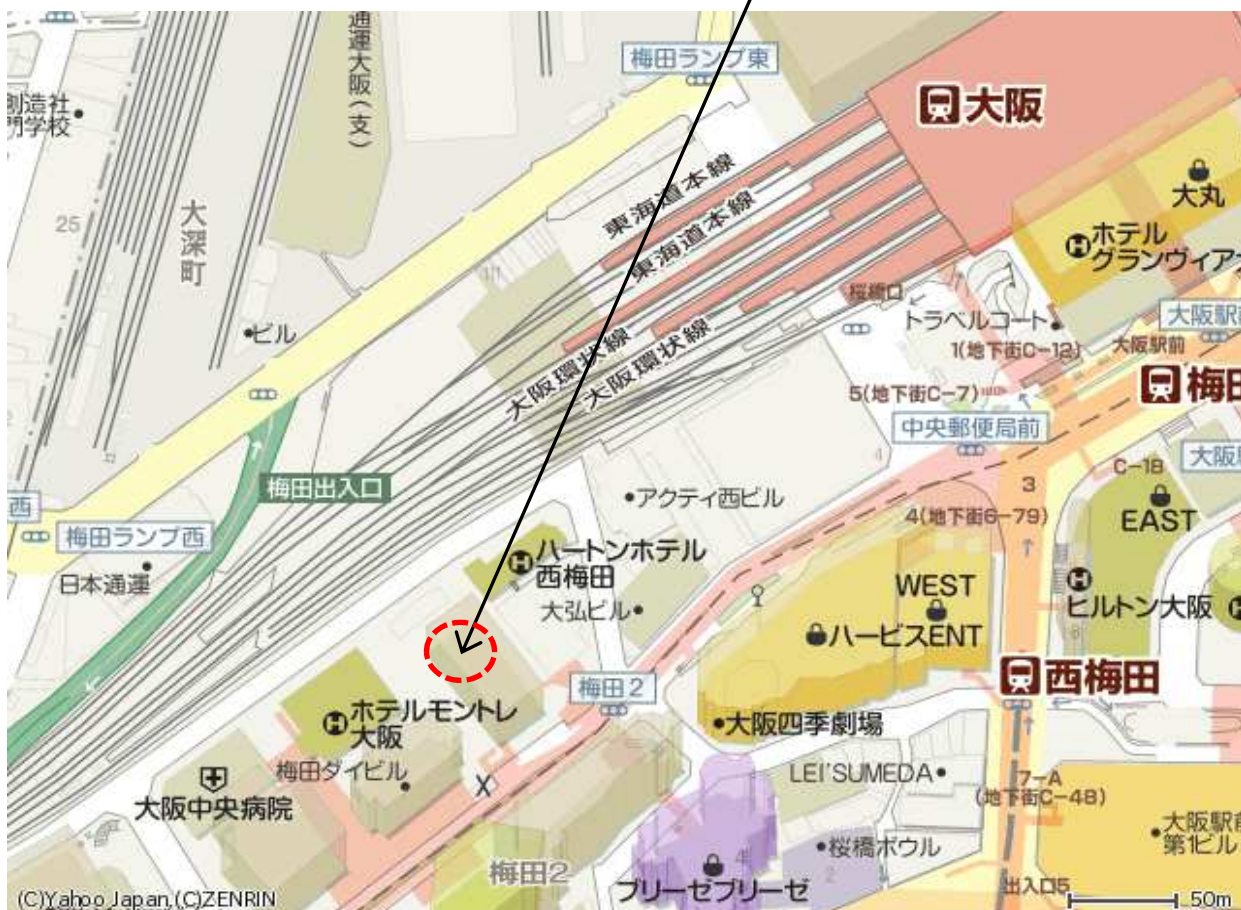 通運大阪(支)
梅田ランプ東
大阪
創造社
門学校
大丸
東海道本線
東海道本線
25
大深町
ホテル
グランヴィア
11
桜橋口
トラベルコート
大阪駅前
ビル
大阪環状線
大阪環状線
1(地下街C-12)
大阪駅前
5(地下街C-7)
梅田
中央郵便局前
大阪駅
4
C-18
梅田出入口
アクティ西ビル
3
西
梅田ランプ西
4(地下街6-79)
EAST
ハートンホテル
西梅田
日本通運
WEST
大弘ビル
ヒルトン大阪
ハービスENT
梅田2
西梅田
ホテルモントレ
大阪
大阪四季劇場
梅田ダイビル
LEI'SUMEDA
大阪中央病院
X
7-A
(地下街C-48)
大阪駅前
第1ビル
桜橋ボウル
梅田2
4
2
ブリーゼブリーゼ
出入口5
(C)Yahoo Japan,(C)ZENRIN
50m